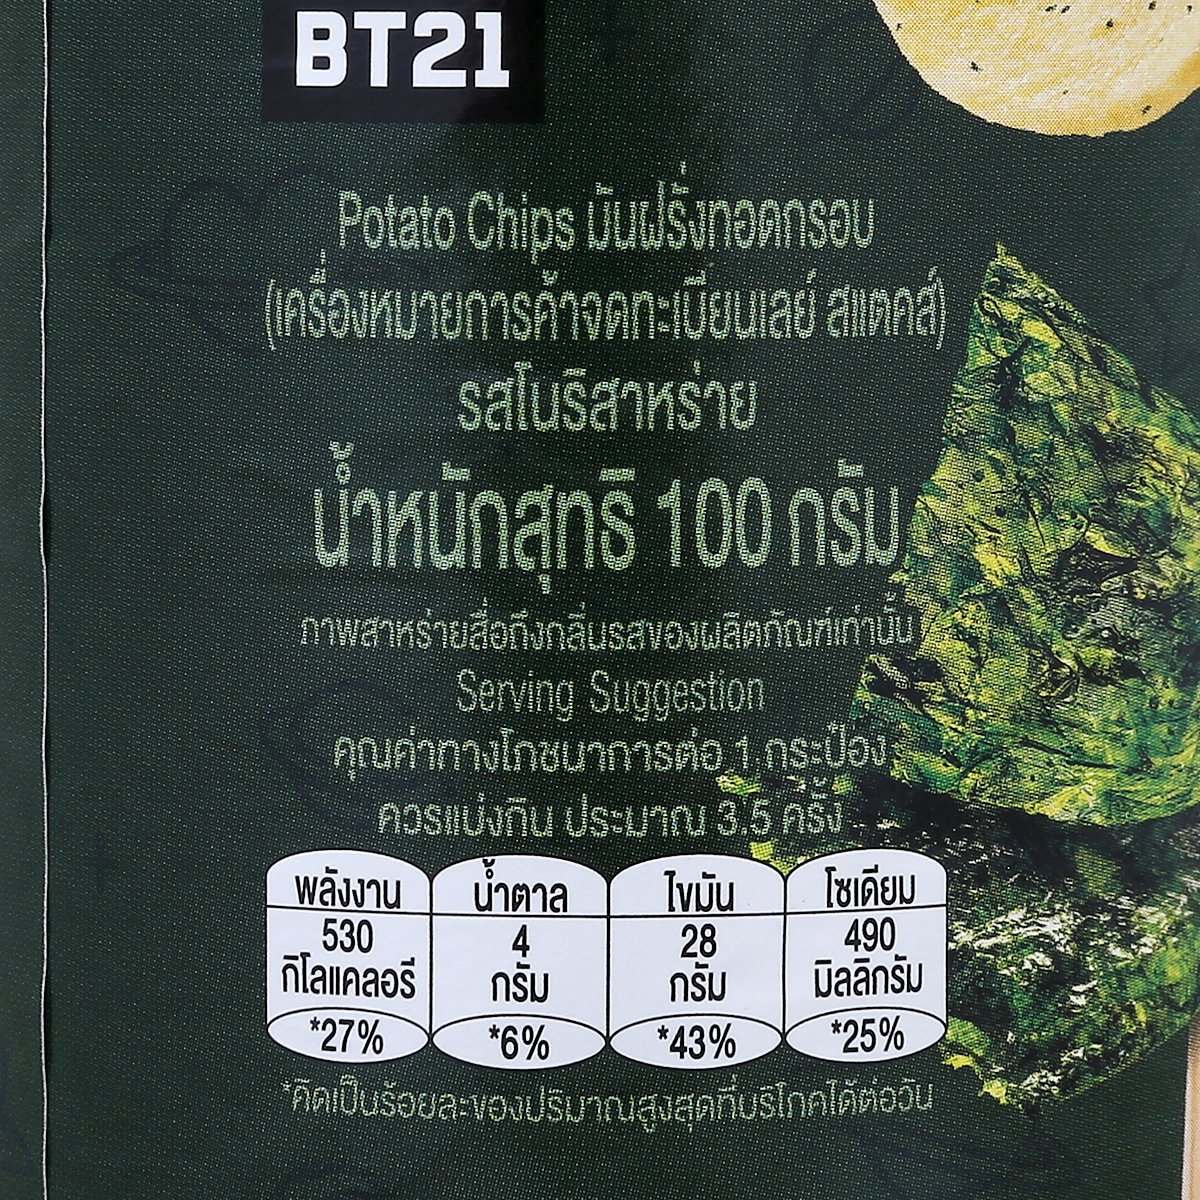 BT21
Potato Chips มันฝรั่งทอดกรอบ
(เครื่องหมายการค้าจดทะเบียนเลย์ สแตคส์)
รสโนริสาหร่าย
น้ำหนักสุทธิ 100 กรัม
ภาพสาหร่ายสื่อถึงกลิ่นรสของผลิตภัณฑ์เท่านั้น
Serving Suggestion
คุณค่าทางโภชนาการต่อ 1 กระป๋อง
ควรแบ่งกิน ประมาณ 3.5 ครั้ง
พลังงาน น้ำตาล ไขมัน โซเดียม
530 4 28 490
กิโลแคลอรี กรัม กรัม มิลลิกรัม
*27% *6% *43% *25%
*คิดเป็นร้อยละของปริมาณสูงสุดที่บริโภคได้ต่อวัน